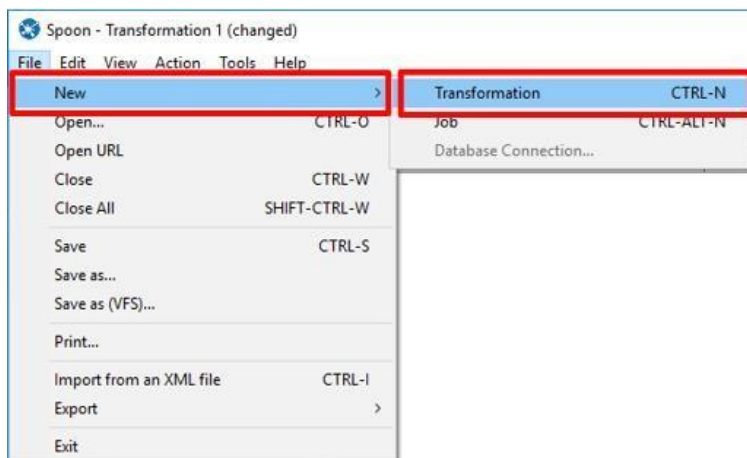 Spoon - Transformation 1 (changed)
File Edit View Action Tools Help
New >
Transformation CTRL-N
Open... CTRL-O
Job CTRL-ALT-N
Open URL
Database Connection...
Close CTRL-W
Close All SHIFT-CTRL-W
Save CTRL-S
Save as...
Save as (VFS)...
Print...
Import from an XML file CTRL-I
Export >
Exit